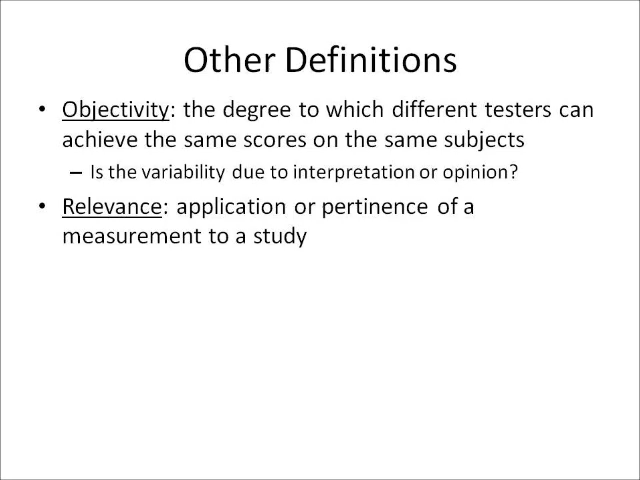 Other Definitions
• Objectivity: the degree to which different testers can
achieve the same scores on the same subjects
– Is the variability due to interpretation or opinion?
• Relevance: application or pertinence of a
measurement to a study